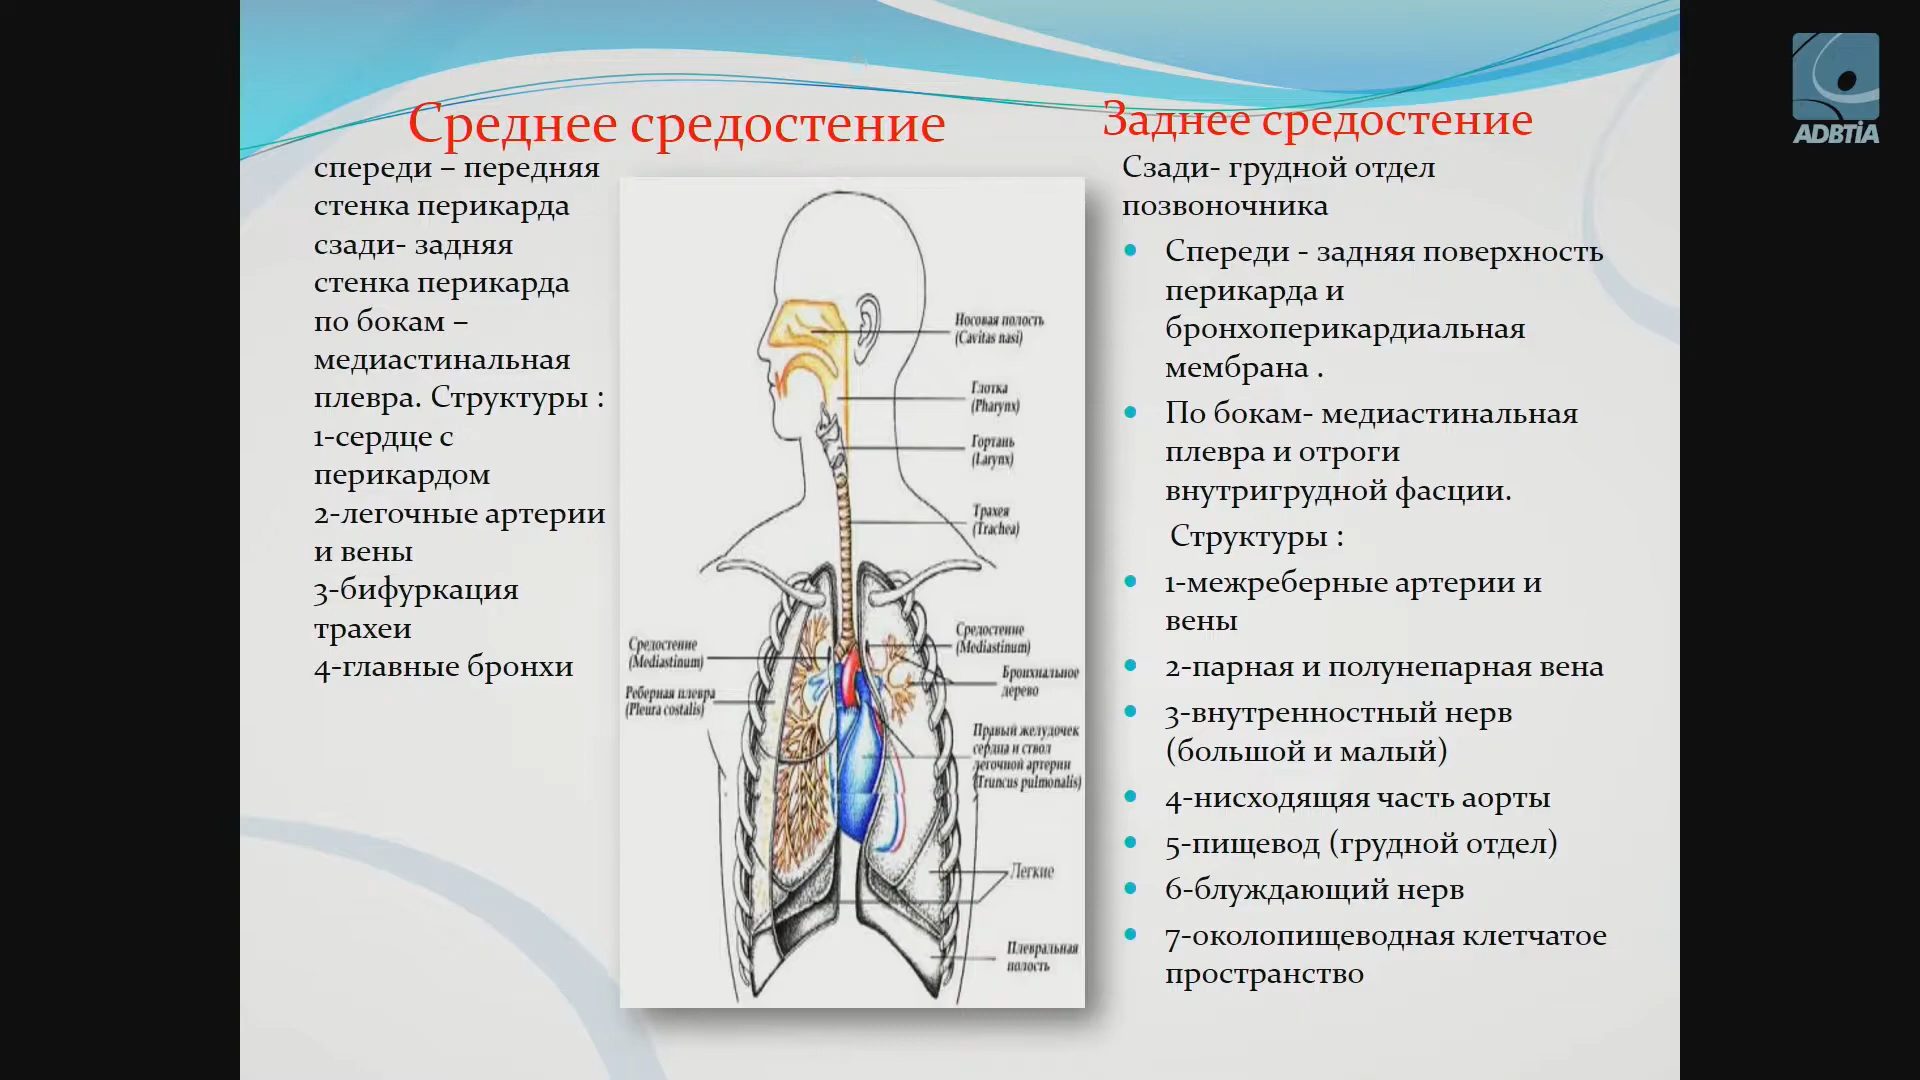 Среднее средостение
спереди – передняя
стенка перикарда
сзади- задняя
стенка перикарда
по бокам –
медиастинальная
плевра. Структуры :
1-сердце с
перикардом
2-легочные артерии
и вены
3-бифуркация
трахеи
4-главные бронхи
Носовая полость
(Cavitas nasi)
Глотка
(Pharynx)
Гортань
(Larynx)
Трахея
(Trachea)
Средостение
(Mediastinum)
Реберная плевра
(Pleura costalis)
Средостение
(Mediastinum)
Бронхиальное
дерево
Правый желудочек
сердца и ствол
легочной артерии
(Truncus pulmonalis)
Легкие
Плевральная
полость
Заднее средостение
Сзади- грудной отдел
позвоночника
Спереди - задняя поверхность
перикарда и
бронхоперикардиальная
мембрана .
По бокам- медиастинальная
плевра и отроги
внутригрудной фасции.
Структуры :
1-межреберные артерии и
вены
2-парная и полунепарная вена
3-внутренностный нерв
(большой и малый)
4-нисходящяя часть аорты
5-пищевод (грудной отдел)
6-блуждающий нерв
7-околопищеводная клетчатое
пространство
ADBTİA